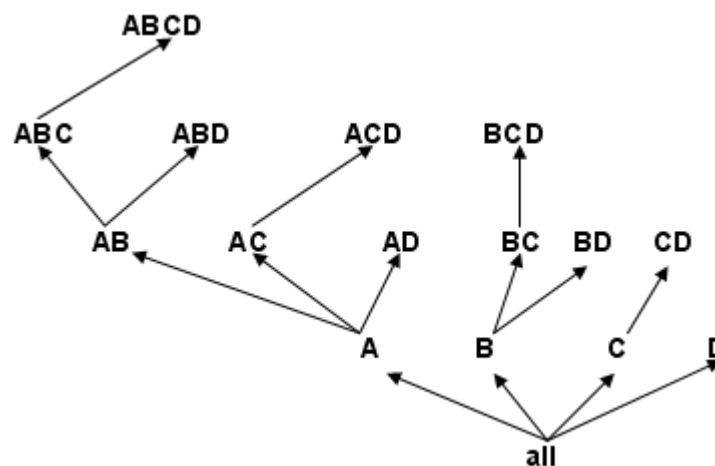 ABCD
ABC ABD ACD BCD
AB AC AD BC BD CD
A B C D
all